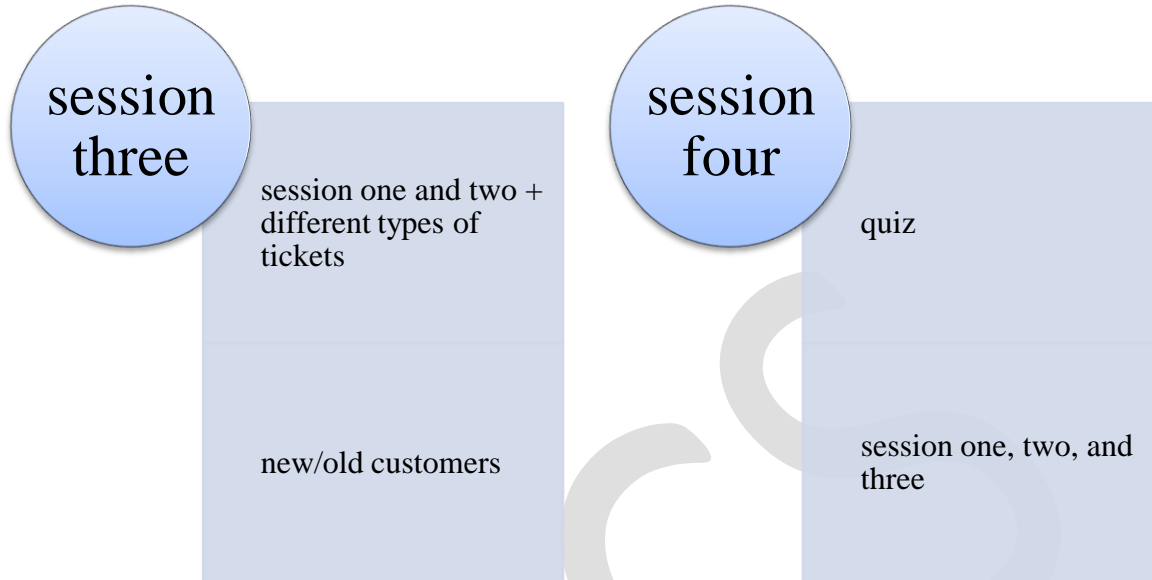 session
three
session one and two +
different types of
tickets
new/old customers
session
four
quiz
session one, two, and
three